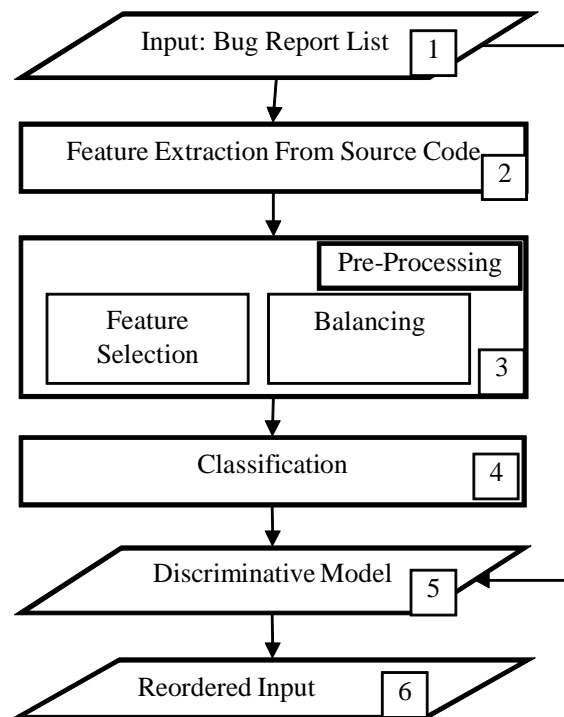 Input: Bug Report List
1
Feature Extraction From Source Code
2
Pre-Processing
Feature
Selection
Balancing
3
Classification
4
Discriminative Model
5
Reordered Input
6